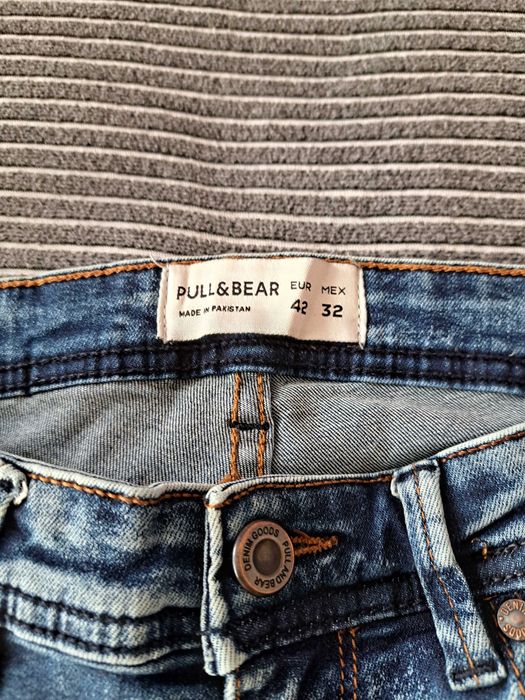 PULL&BEAR EUR MEX
MADE IN PAKISTAN 42 32
DENIM GOODS
PULL AND BEAR